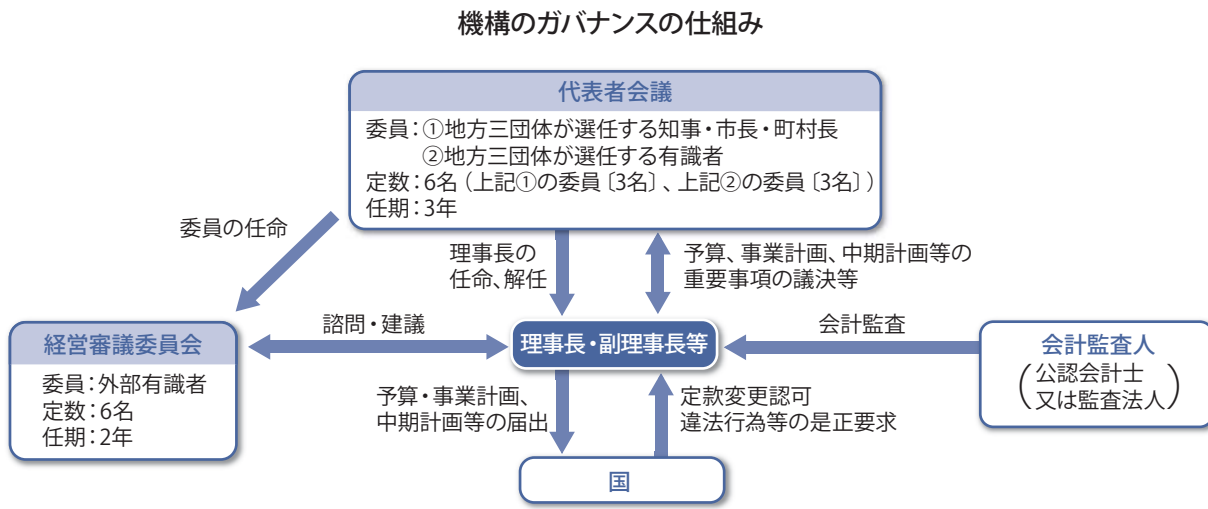 機構のガバナンスの仕組み
代表者会議
委員:①地方三団体が選任する知事・市長・町村長
②地方三団体が選任する有識者
定数:6名(上記①の委員〔3名〕、上記②の委員〔3名〕)
任期:3年
委員の任命
理事長の
任命、解任
予算、事業計画、中期計画等の
重要事項の議決等
経営審議委員会
委員:外部有識者
定数:6名
任期:2年
諮問・建議
理事長・副理事長等
会計監査
会計監査人
(公認会計士
又は監査法人)
予算・事業計画、
中期計画等の届出
定款変更認可
違法行為等の是正要求
国